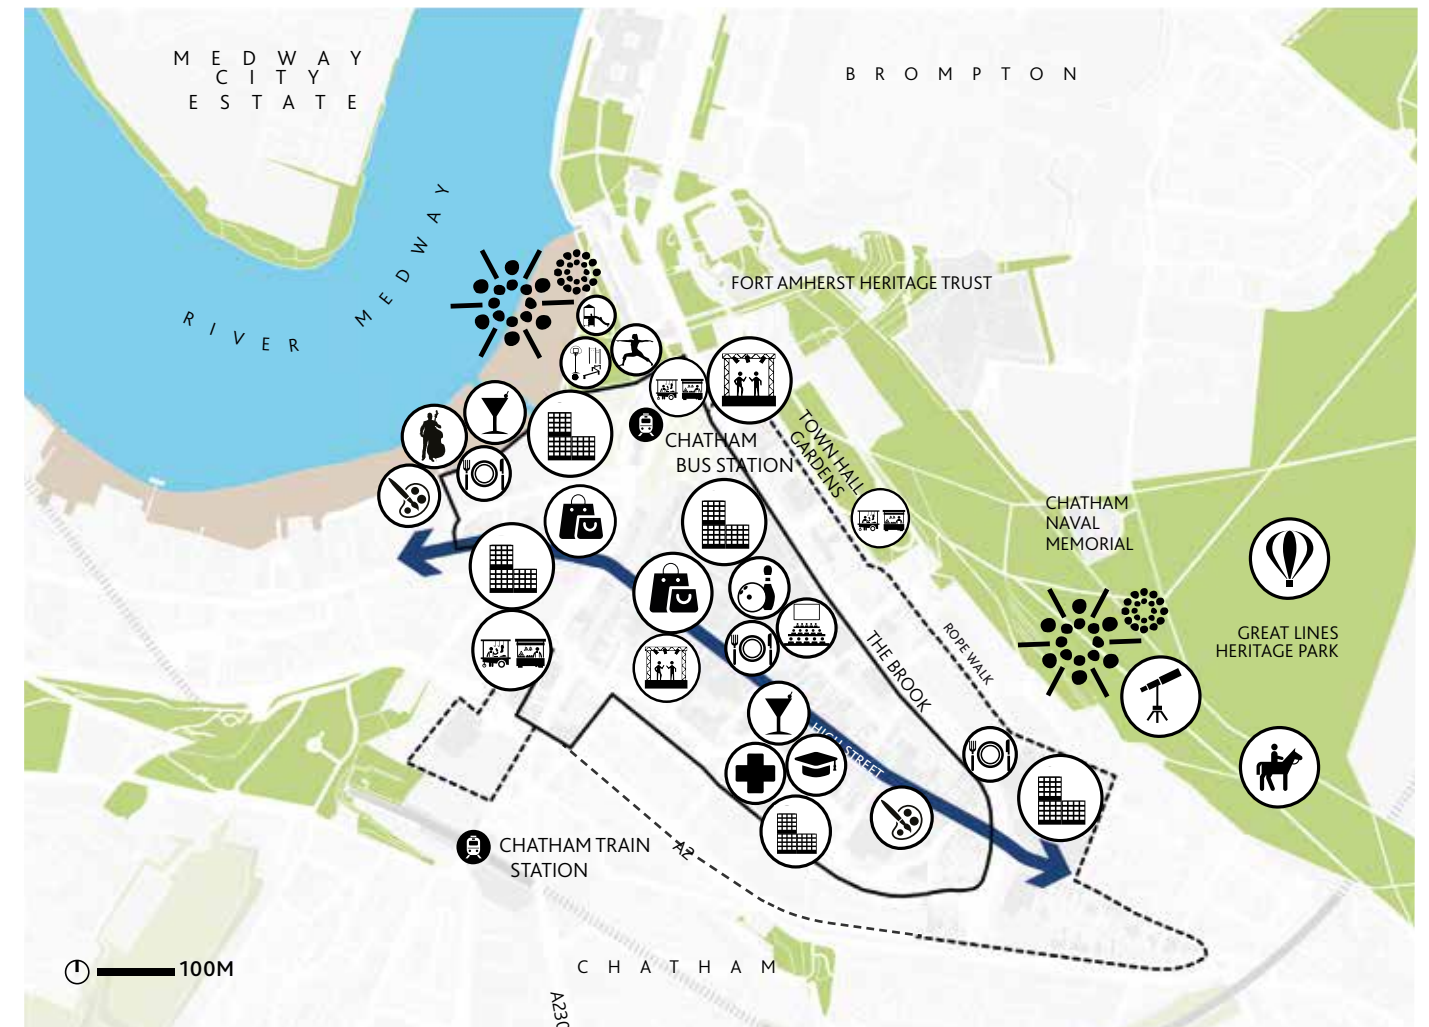 MEDWAY
CITY
ESTATE
BROMPTON
RIVER MEDWAY
FORT AMHERST HERITAGE TRUST
CHATHAM
BUS STATION
TOWN HALL
GARDENS
CHATHAM
NAVAL
MEMORIAL
GREAT LINES
HERITAGE PARK
THE BROOK
ROPE WALK
HIGH STREET
CHATHAM TRAIN
STATION
A2
100M
CHATHAM
A230